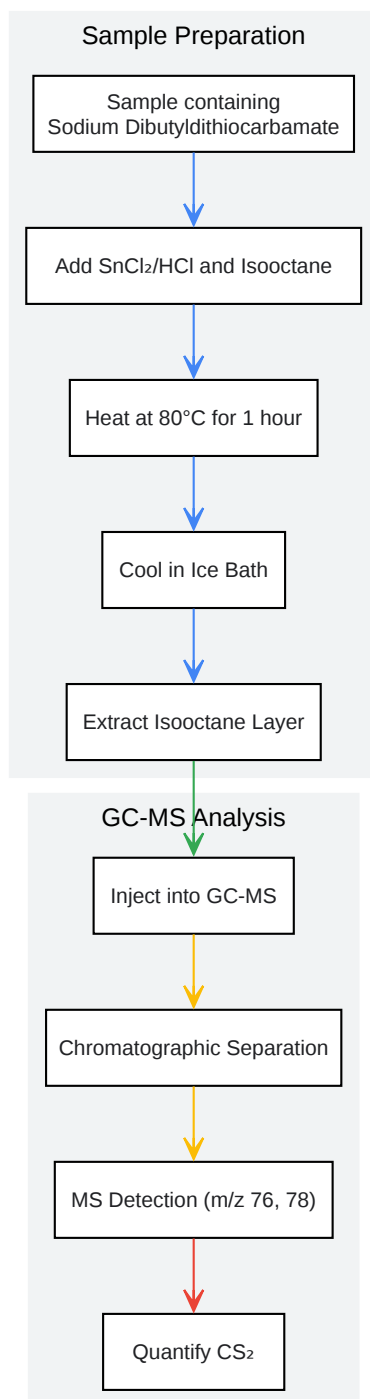 Sample Preparation
Sample containing
Sodium Dibutyldithiocarbamate
Add SnCl₂/HCl and Isooctane
Heat at 80°C for 1 hour
Cool in Ice Bath
Extract Isooctane Layer
GC-MS Analysis
Inject into GC-MS
Chromatographic Separation
MS Detection (m/z 76, 78)
Quantify CS₂